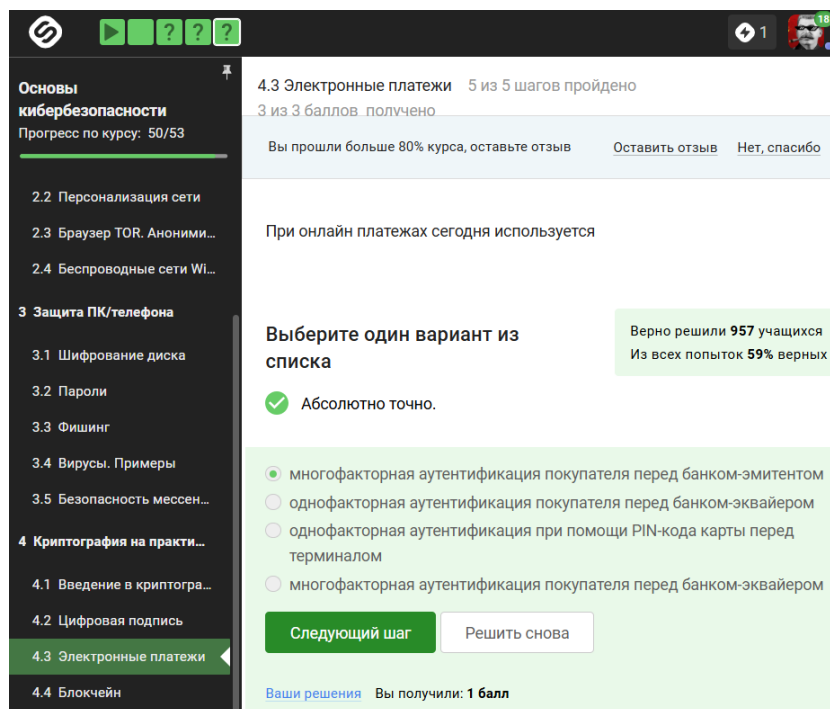 ? ? ?
1
18
Основы
кибербезопасности
Прогресс по курсу: 50/53
2.2 Персонализация сети
2.3 Браузер TOR. Аноними...
2.4 Беспроводные сети Wi...
3 Защита ПК/телефона
3.1 Шифрование диска
3.2 Пароли
3.3 Фишинг
3.4 Вирусы. Примеры
3.5 Безопасность мессен...
4 Криптография на практи...
4.1 Введение в криптогра...
4.2 Цифровая подпись
4.3 Электронные платежи
4.4 Блокчейн
4.3 Электронные платежи 5 из 5 шагов пройдено
3 из 3 баллов получено
Вы прошли больше 80% курса, оставьте отзыв Оставить отзыв Нет, спасибо
При онлайн платежах сегодня используется
Выберите один вариант из
списка
Верно решили 957 учащихся
Из всех попыток 59% верных
Абсолютно точно.
многофакторная аутентификация покупателя перед банком-эмитентом
однофакторная аутентификация покупателя перед банком-эквайером
однофакторная аутентификация при помощи PIN-кода карты перед
терминалом
многофакторная аутентификация покупателя перед банком-эквайером
Следующий шаг Решить снова
Ваши решения Вы получили: 1 балл